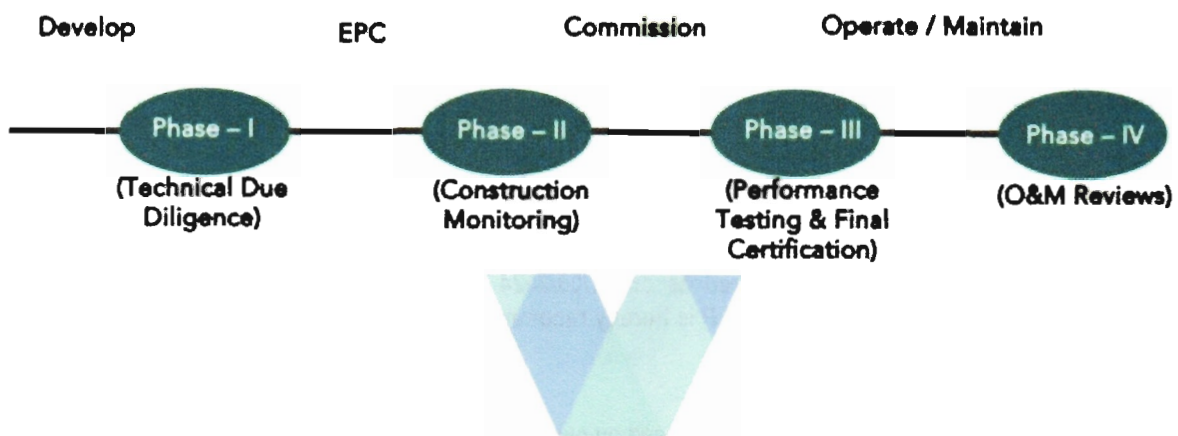 Develop
EPC
Commission
Operate / Maintain
Phase – I
Phase – II
Phase – III
Phase – IV
(Technical Due
Diligence)
(Construction
Monitoring)
(Performance
Testing & Final
Certification)
(O&M Reviews)